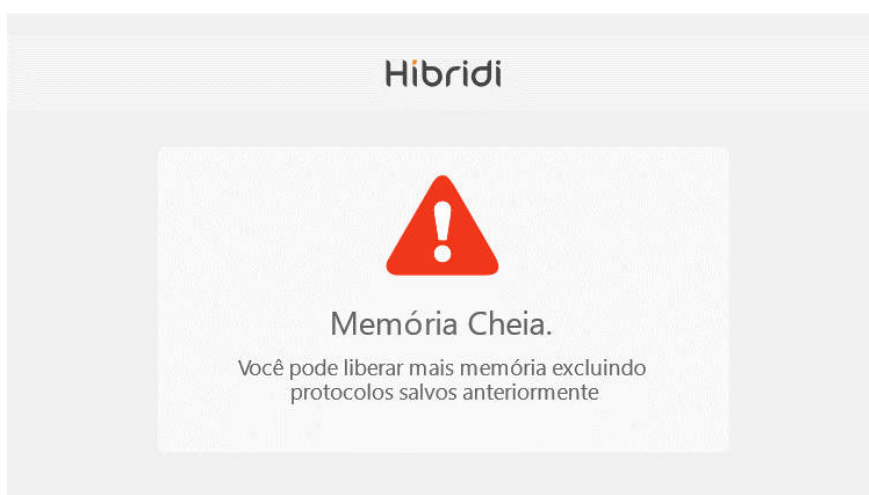 Hibridi
Memória Cheia.
Você pode liberar mais memória excluindo
protocolos salvos anteriormente